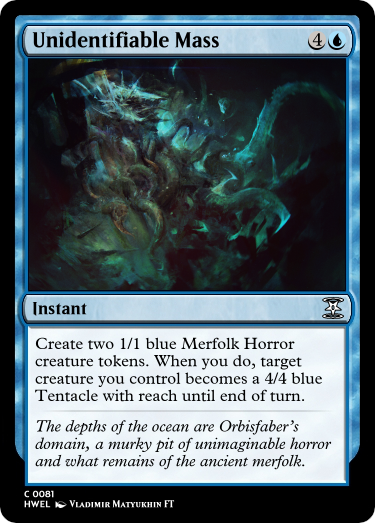 Unidentifiable Mass 4
Instant
Create two 1/1 blue Merfolk Horror
creature tokens. When you do, target
creature you control becomes a 4/4 blue
Tentacle with reach until end of turn.
The depths of the ocean are Orbisfaber's
domain, a murky pit of unimaginable horror
and what remains of the ancient merfolk.
C 0081
HWEL Vladimir Matyukhin FT